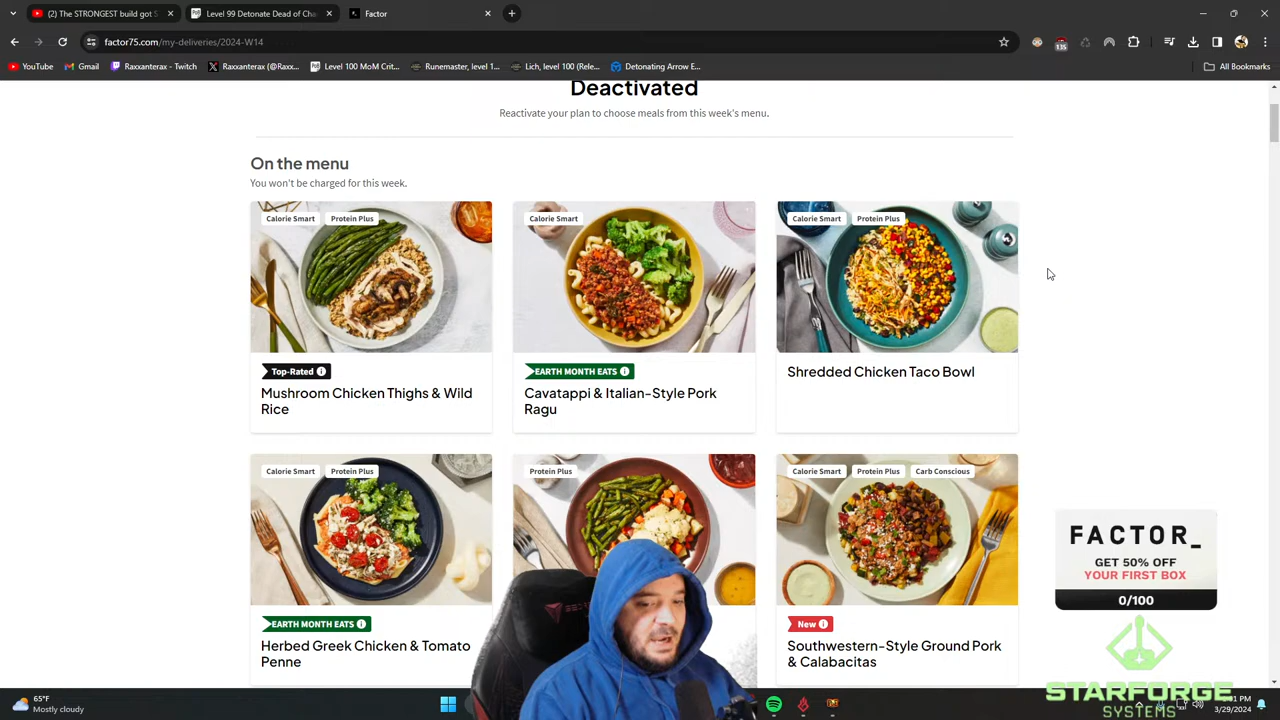 (2) The STRONGEST build got S
Level 99 Detonate Dead of Cha
Factor
factor75.com/my-deliveries/2024-W14
135
YouTube
Gmail
Raxxanterax - Twitch
Raxxanterax (@Raxx...
Level 100 MoM Crit...
Runemaster, level 1...
Lich, level 100 (Rele...
Detonating Arrow E...
All Bookmarks
Deactivated
Reactivate your plan to choose meals from this week's menu.
On the menu
You won't be charged for this week.
Calorie Smart
Protein Plus
Calorie Smart
Calorie Smart
Protein Plus
Top-Rated
Mushroom Chicken Thighs & Wild
Rice
EARTH MONTH EATS
Cavatappi & Italian-Style Pork
Ragu
Shredded Chicken Taco Bowl
Calorie Smart
Protein Plus
Protein Plus
Calorie Smart
Protein Plus
Carb Conscious
EARTH MONTH EATS
Herbed Greek Chicken & Tomato
Penne
New
Southwestern-Style Ground Pork
& Calabacitas
FACTOR_
GET 50% OFF
YOUR FIRST BOX
0/100
STARFORGE
SYSTEMS
65°F
Mostly cloudy
3/29/2024